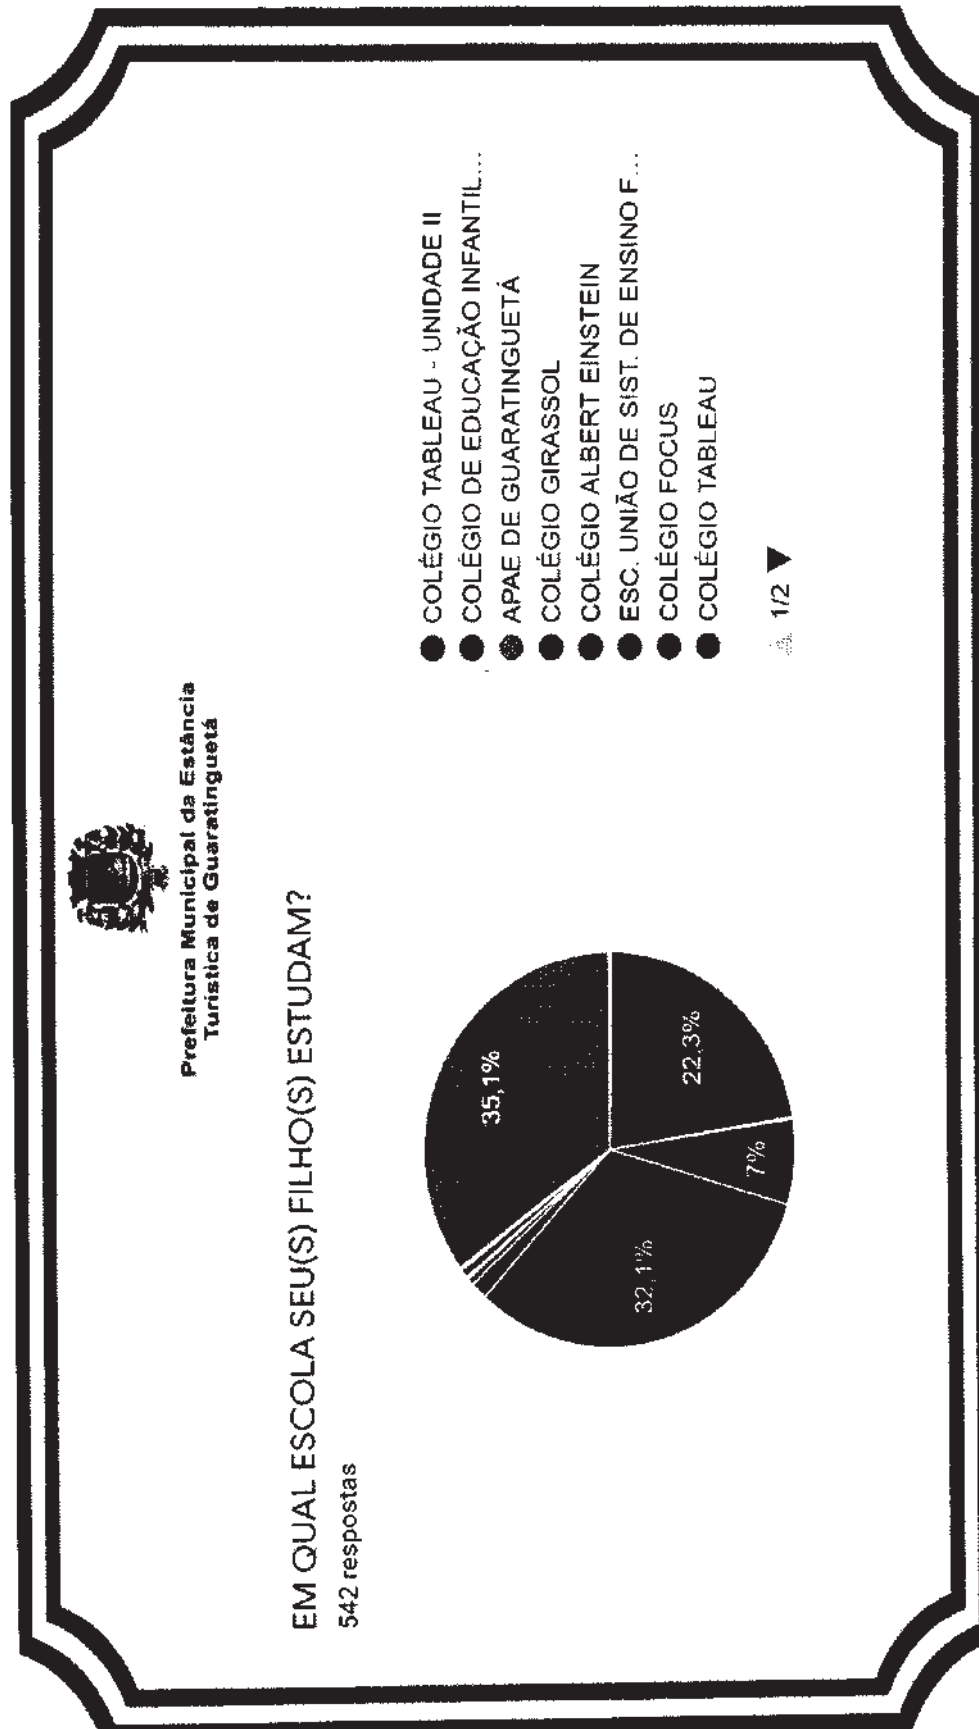 Prefeitura Municipal da Estância
Turística de Guaratinguetá
EM QUAL ESCOLA SEU(S) FILHO(S) ESTUDAM?
542 respostas
35,1%
22,3%
7%
32,1%
COLÉGIO TABLEAU - UNIDADE II
COLÉGIO DE EDUCAÇÃO INFANTIL...
APAE DE GUARATINGUETÁ
COLÉGIO GIRASSOL
COLÉGIO ALBERT EINSTEIN
ESC. UNIÃO DE SIST. DE ENSINO F...
COLÉGIO FOCUS
COLÉGIO TABLEAU
1/2